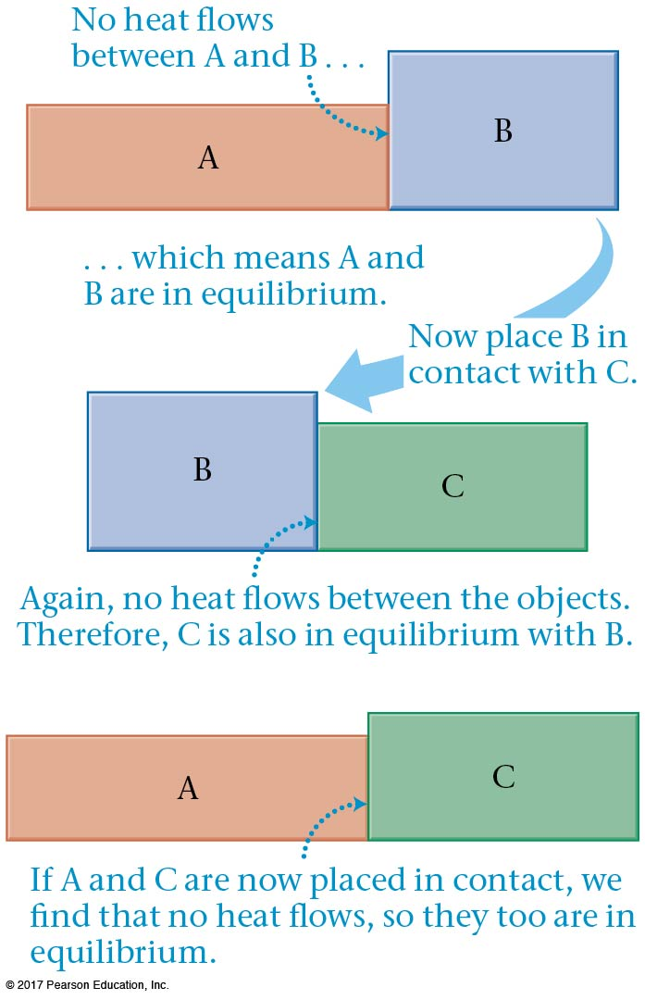 No heat flows
between A and B . . .
A
B
. . . which means A and
B are in equilibrium.
Now place B in
contact with C.
B
C
Again, no heat flows between the objects.
Therefore, C is also in equilibrium with B.
A
C
If A and C are now placed in contact, we
find that no heat flows, so they too are in
equilibrium.
© 2017 Pearson Education, Inc.